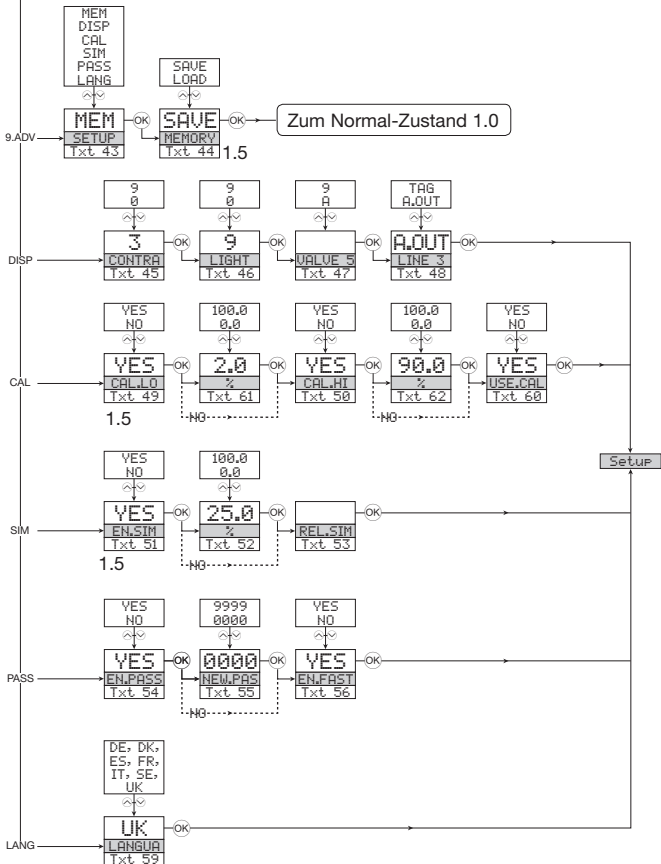 MEM
DISP
CAL
SIM
PASS
LANG
SAVE
LOAD
9.ADV
MEM
SETUP
Txt 43
OK
SAVE
MEMORY
Txt 44
1.5
OK
Zum Normal-Zustand 1.0
9
0
9
0
9
A
TAG
A.OUT
DISP
3
CONTRA
Txt 45
OK
9
LIGHT
Txt 46
OK
VALVE 5
Txt 47
OK
A.OUT
LINE 3
Txt 48
OK
YES
NO
100.0
0.0
YES
NO
100.0
0.0
YES
NO
CAL
YES
CAL.LO
Txt 49
1.5
OK
2.0
%
Txt 61
OK
YES
CAL.HI
Txt 50
OK
90.0
%
Txt 62
OK
YES
USE.CAL
Txt 60
OK
NO
NO
Setup
YES
NO
100.0
0.0
SIM
YES
EN.SIM
Txt 51
1.5
OK
25.0
%
Txt 52
OK
REL.SIM
Txt 53
OK
NO
YES
NO
9999
0000
YES
NO
PASS
YES
EN.PASS
Txt 54
OK
0000
NEW.PAS
Txt 55
OK
YES
EN.FAST
Txt 56
OK
NO
DE, DK,
ES, FR,
IT, SE,
UK
LANG
UK
LANGUA
Txt 59
OK